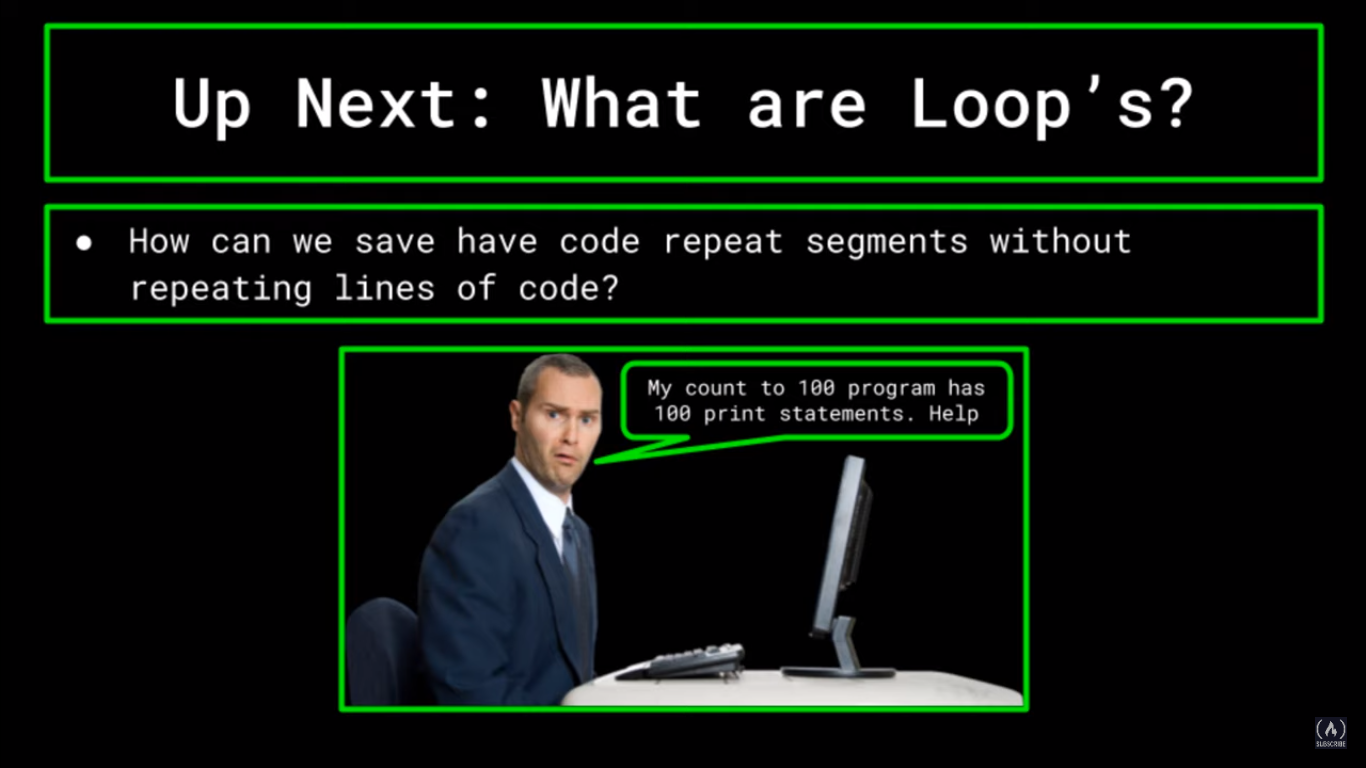 Up Next: What are Loop’s?
● How can we save have code repeat segments without
repeating lines of code?
My count to 100 program has
100 print statements. Help
SUBSCRIBE